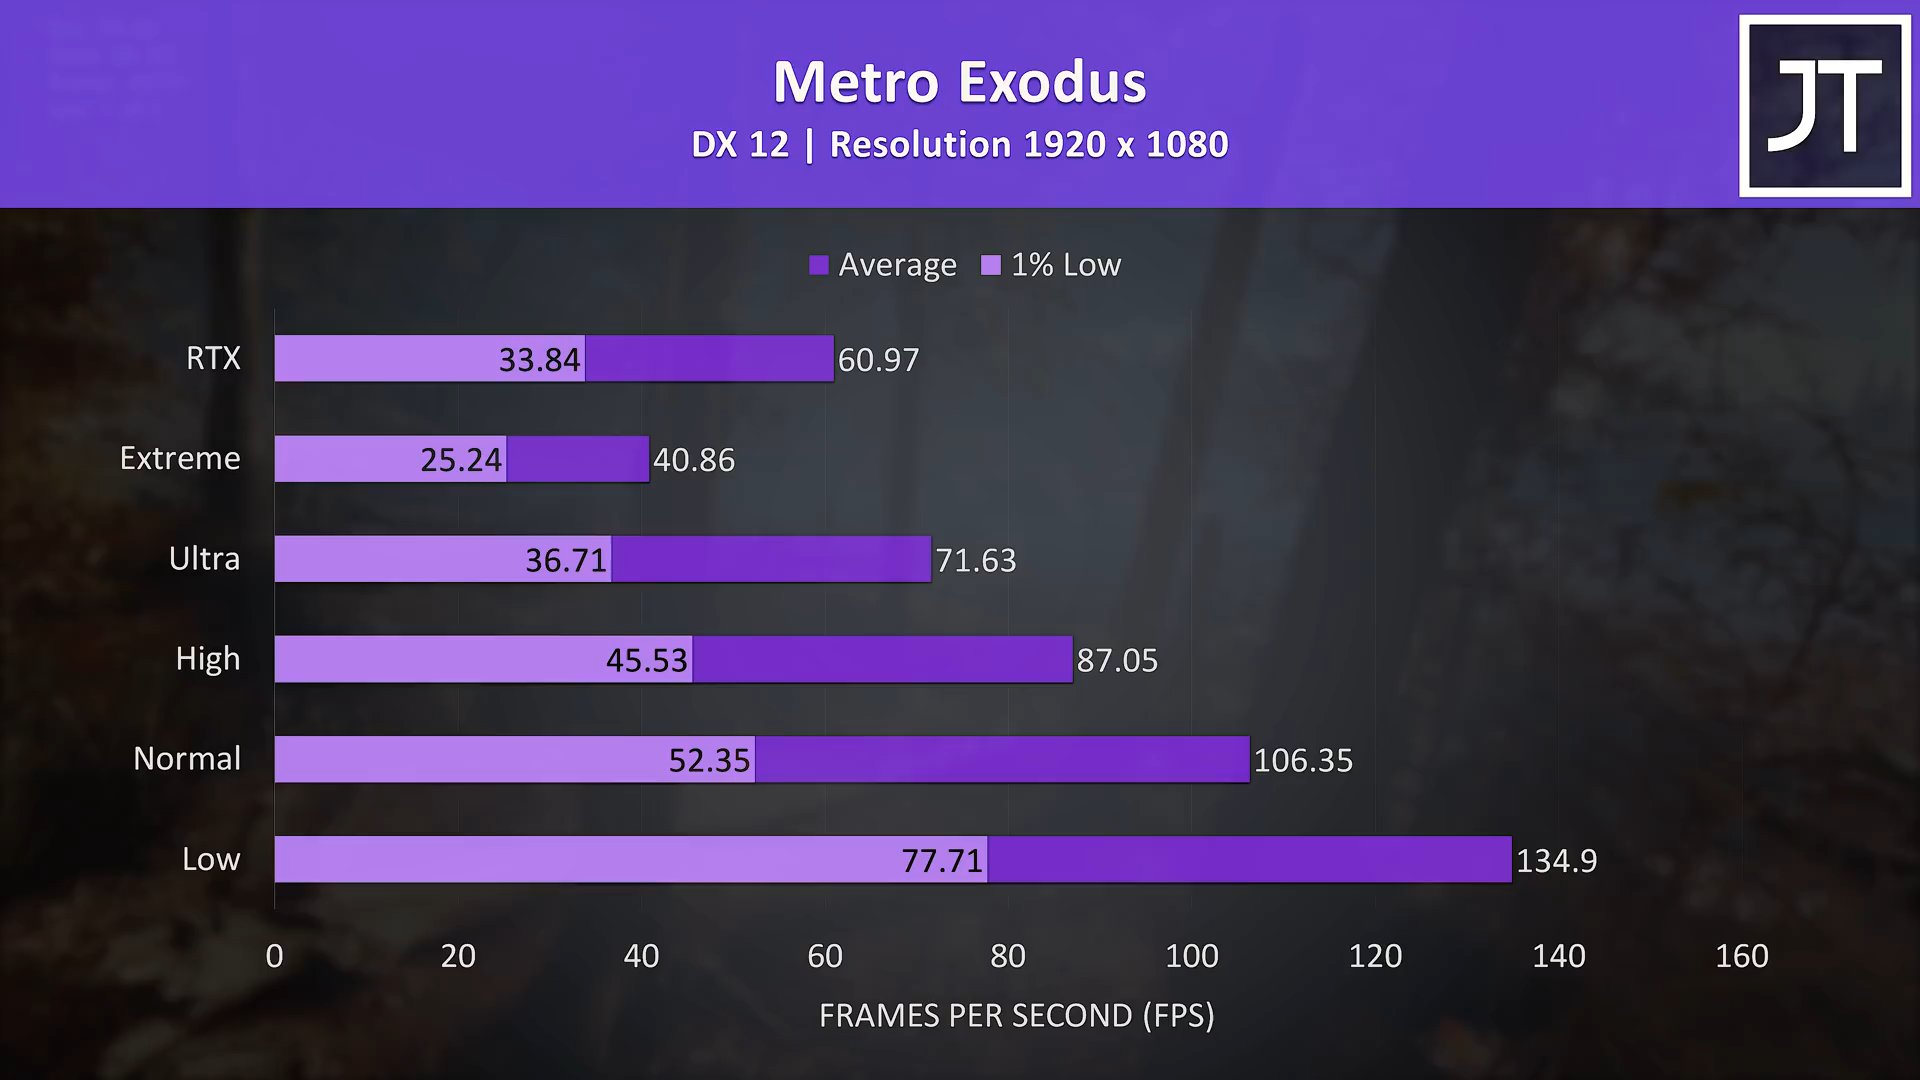 Metro Exodus
DX 12 | Resolution 1920 x 1080
JT
Average 1% Low
RTX 33.84 60.97
Extreme 25.24 40.86
Ultra 36.71 71.63
High 45.53 87.05
Normal 52.35 106.35
Low 77.71 134.9
0 20 40 60 80 100 120 140 160
FRAMES PER SECOND (FPS)